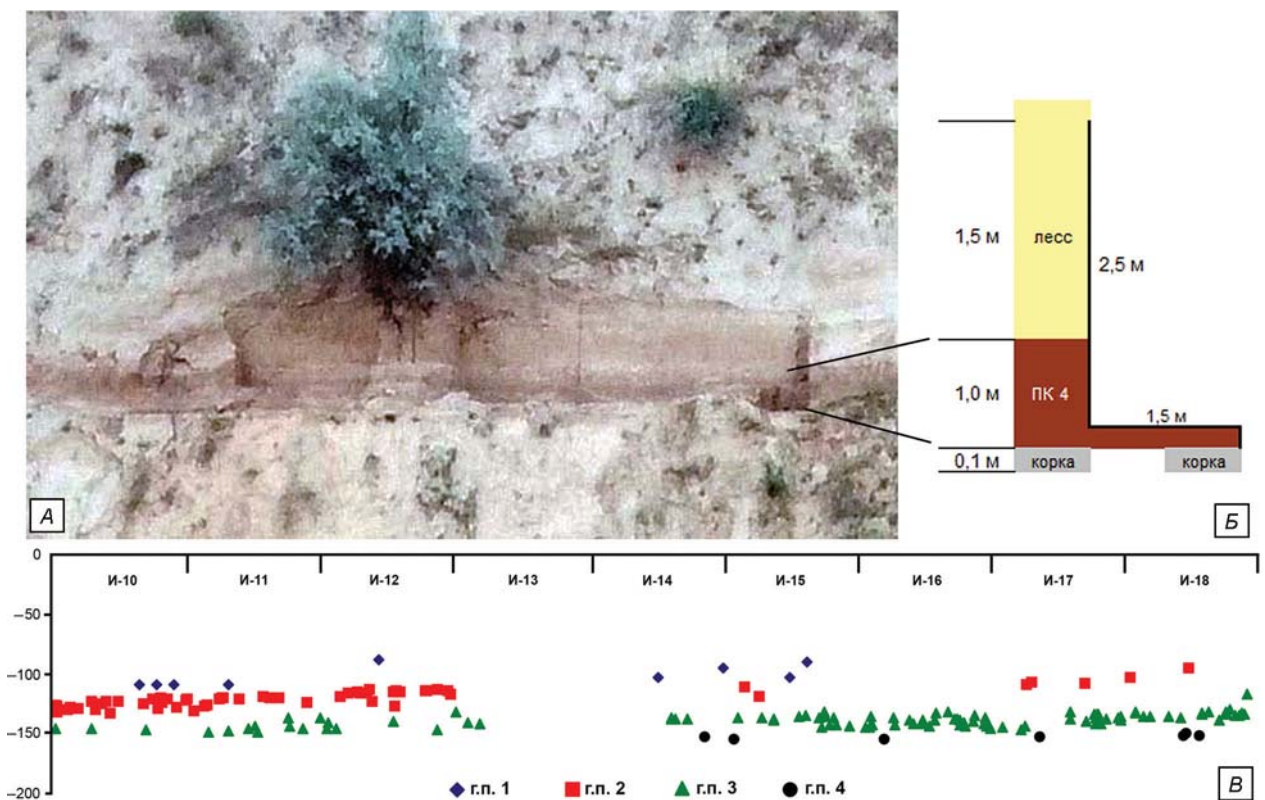 А
1,5 м
лесс
2,5 м
1,0 м
ПК 4
1,5 м
0,1 м
корка
корка
Б
0
И-10 И-11 И-12 И-13 И-14 И-15 И-16 И-17 И-18
–50
–100
–150
–200
г.п. 1 г.п. 2 г.п. 3 г.п. 4
В